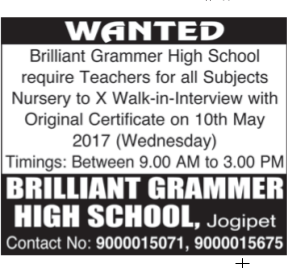 WANTED
Brilliant Grammer High School
require Teachers for all Subjects
Nursery to X Walk-in-Interview with
Original Certificate on 10th May
2017 (Wednesday)
Timings: Between 9.00 AM to 3.00 PM
BRILLIANT GRAMMER
HIGH SCHOOL, Jogipet
Contact No: 9000015071, 9000015675